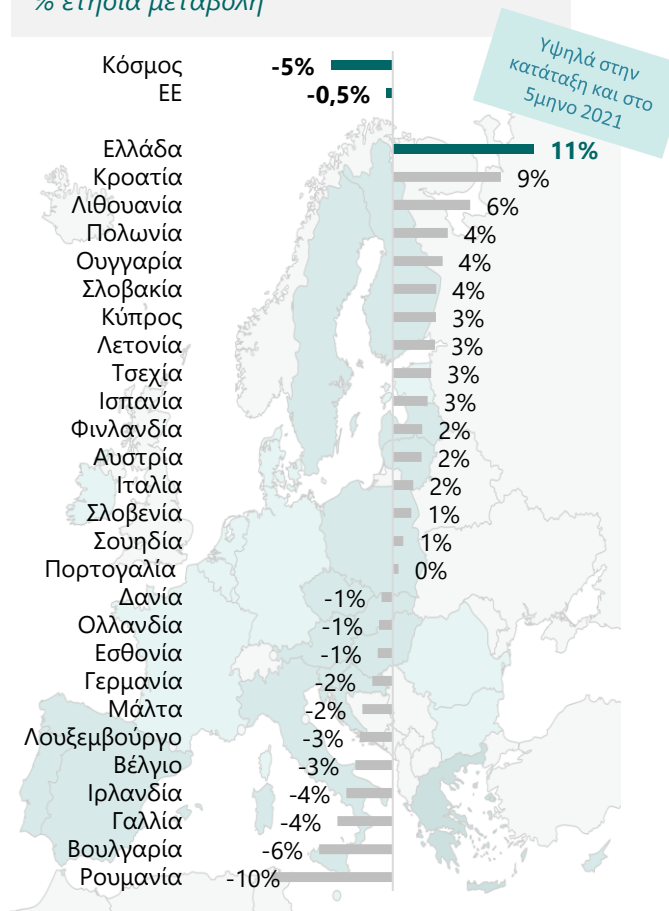 % ετήσια μεταβολή
Υψηλά στην
κατάταξη και στο
5μηνο 2021
Κόσμος -5%
ΕΕ -0,5%
Ελλάδα 11%
Κροατία 9%
Λιθουανία 6%
Πολωνία 4%
Ουγγαρία 4%
Σλοβακία 4%
Κύπρος 3%
Λετονία 3%
Τσεχία 3%
Ισπανία 3%
Φινλανδία 2%
Αυστρία 2%
Ιταλία 2%
Σλοβενία 1%
Σουηδία 1%
Πορτογαλία 0%
Δανία -1%
Ολλανδία -1%
Εσθονία -1%
Γερμανία -2%
Μάλτα -2%
Λουξεμβούργο -3%
Βέλγιο -3%
Ιρλανδία -4%
Γαλλία -4%
Βουλγαρία -6%
Ρουμανία -10%